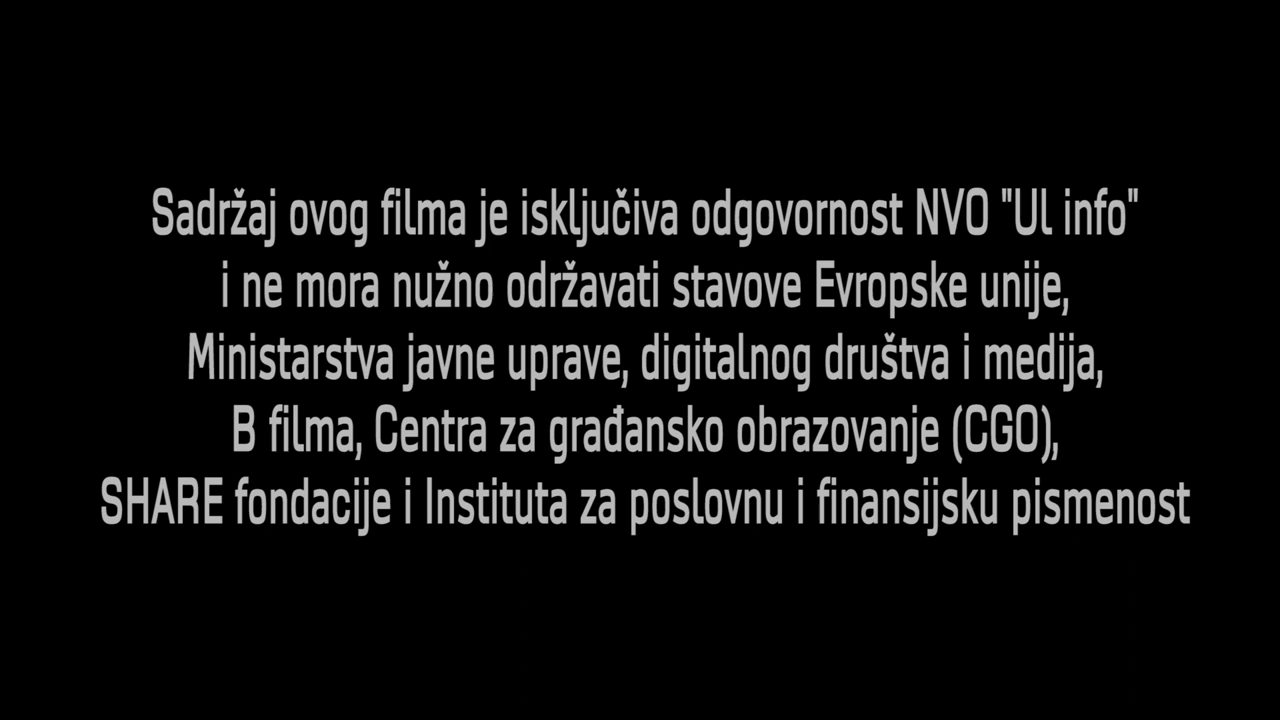 Sadržaj ovog filma je isključiva odgovornost NVO "Ul info"
i ne mora nužno održavati stavove Evropske unije,
Ministarstva javne uprave, digitalnog društva i medija,
B filma, Centra za građansko obrazovanje (CGO),
SHARE fondacije i Instituta za poslovnu i finansijsku pismenost